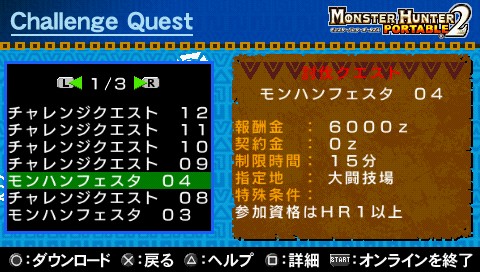 Challenge Quest
MONSTER HUNTER
PORTABLE 2
L 1/3 R
チャレンジクエスト 12
チャレンジクエスト 11
チャレンジクエスト 10
チャレンジクエスト 09
モンハンフェスタ 04
チャレンジクエスト 08
モンハンフェスタ 03
討伐クエスト
モンハンフェスタ 04
報酬金 : 6000z
契約金 : 0z
制限時間 : 15分
指定地 : 大闘技場
特殊条件 :
参加資格はHR1以上
○:ダウンロード ×:戻る △:ヘルプ □:詳細 START:オンラインを終了